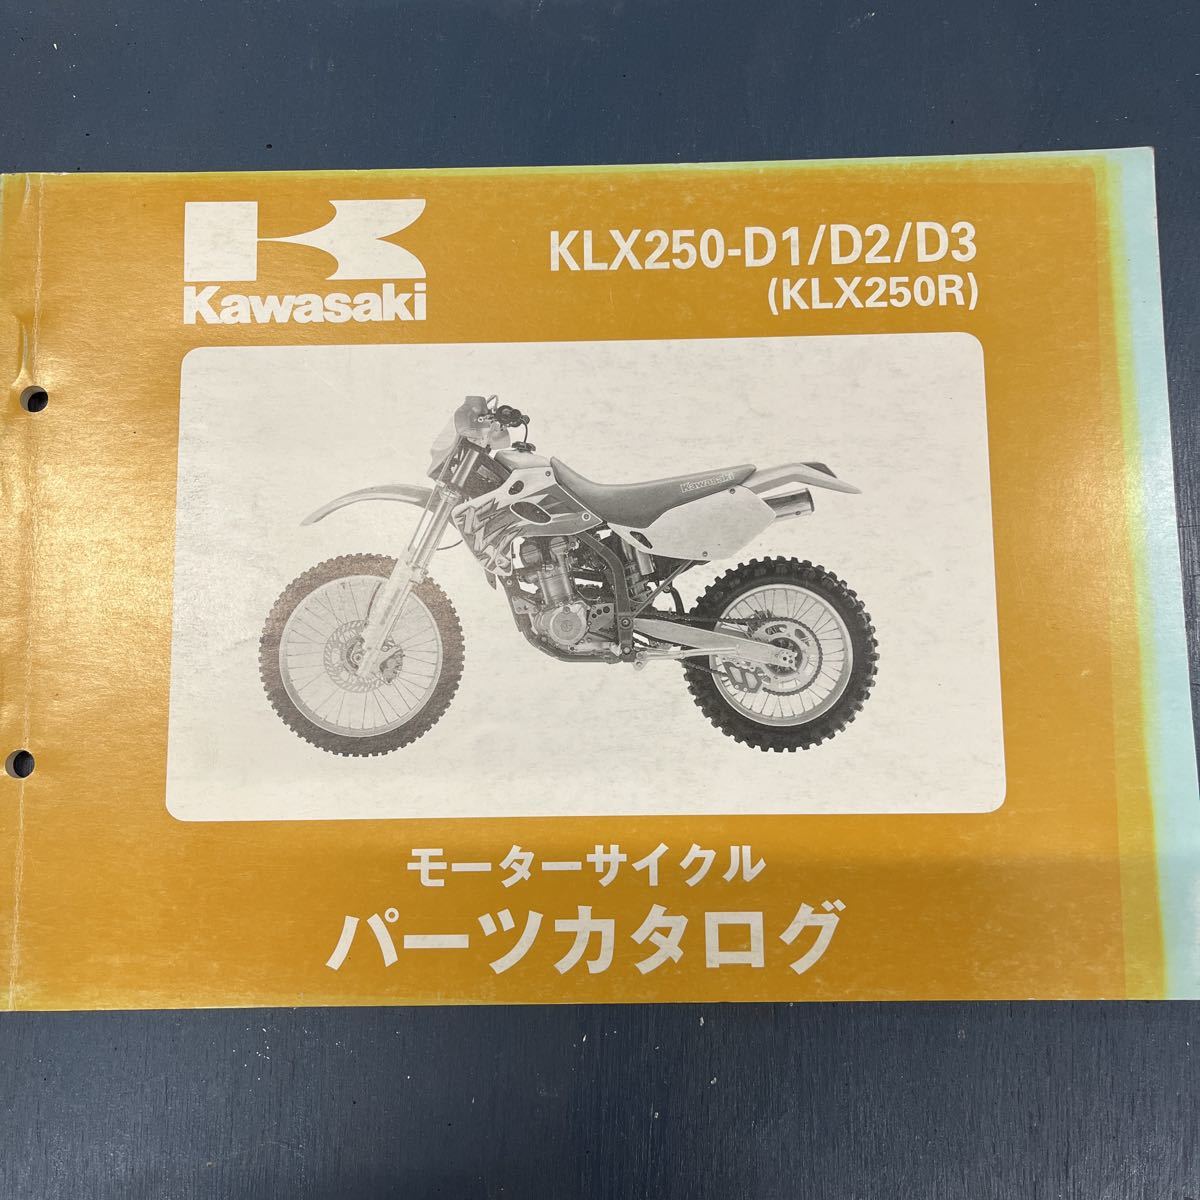 Kawasaki
KLX250-D1/D2/D3
(KLX250R)
Kawasaki
モーターサイクル
パーツカタログ